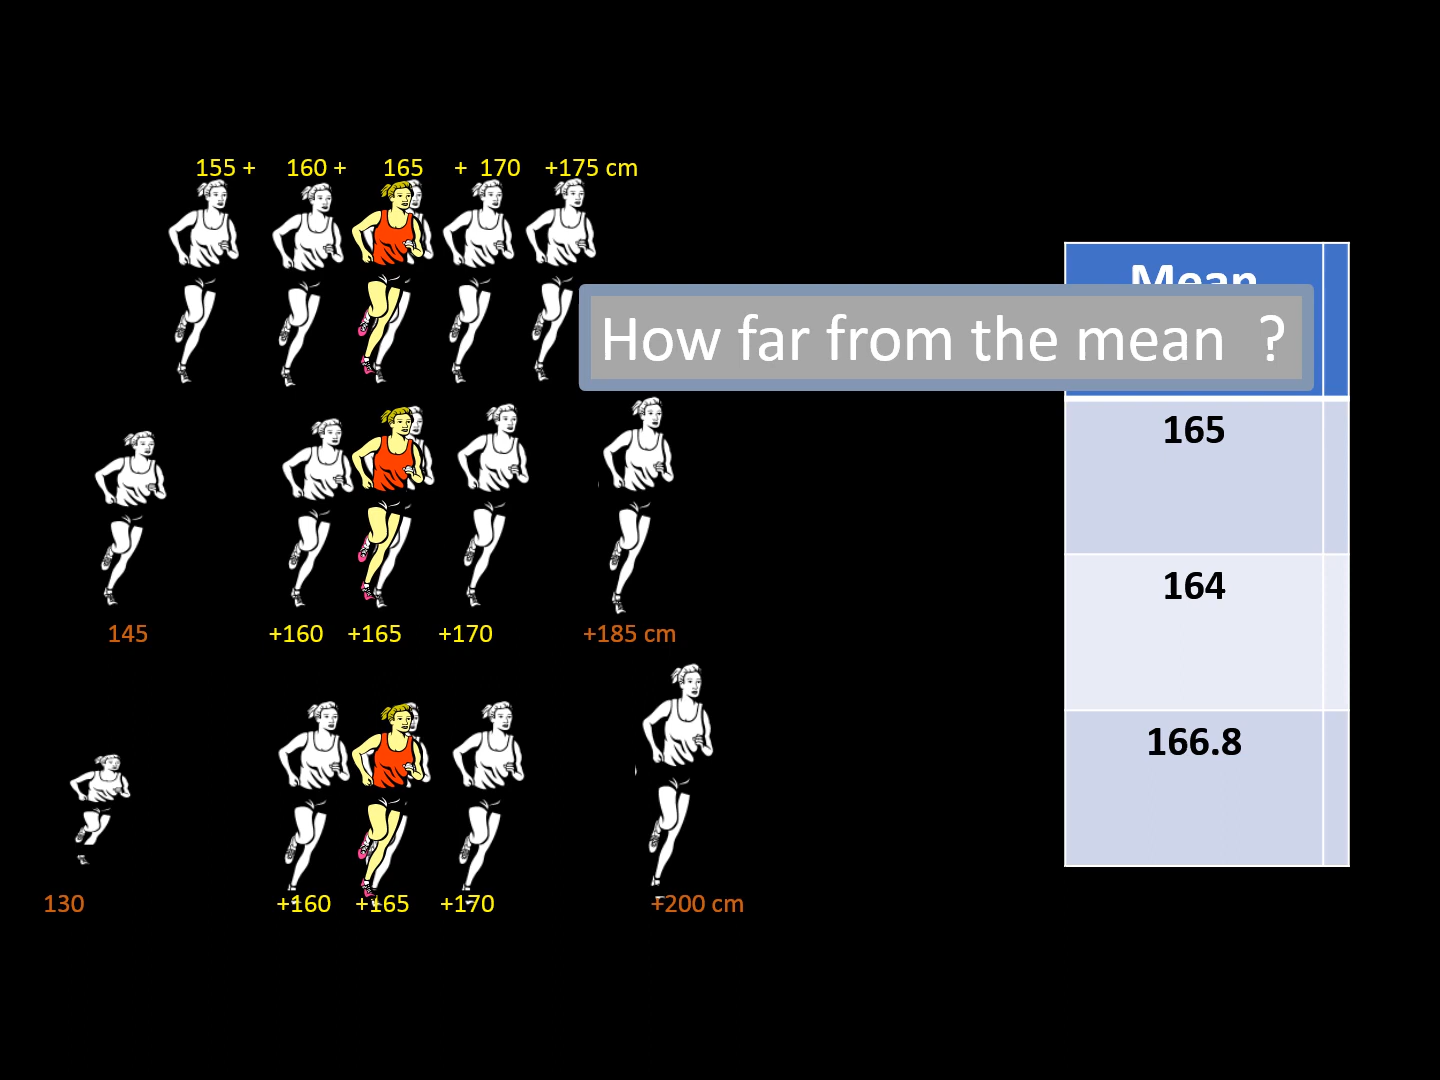 155 + 160 + 165 + 170 +175 cm
Mean
How far from the mean ?
165
164
145 +160 +165 +170 +185 cm
166.8
130 +160 +165 +170 +200 cm